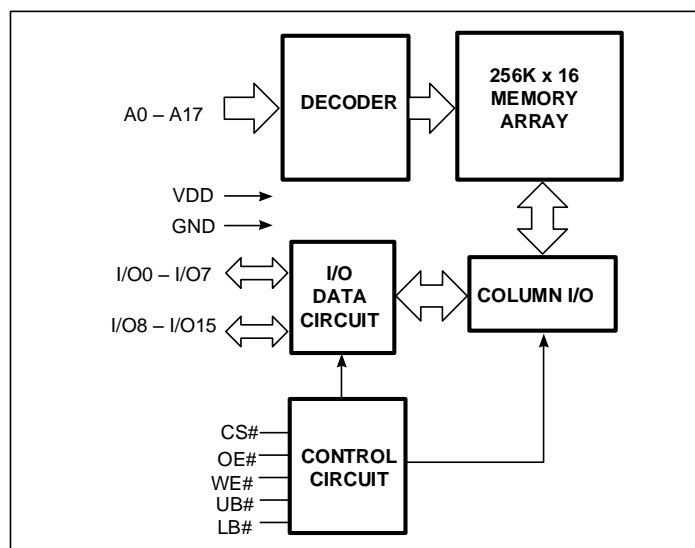 A0 – A17
DECODER
256K x 16
MEMORY
ARRAY
VDD
GND
I/O0 – I/O7
I/O8 – I/O15
I/O
DATA
CIRCUIT
COLUMN I/O
CS#
OE#
WE#
UB#
LB#
CONTROL
CIRCUIT